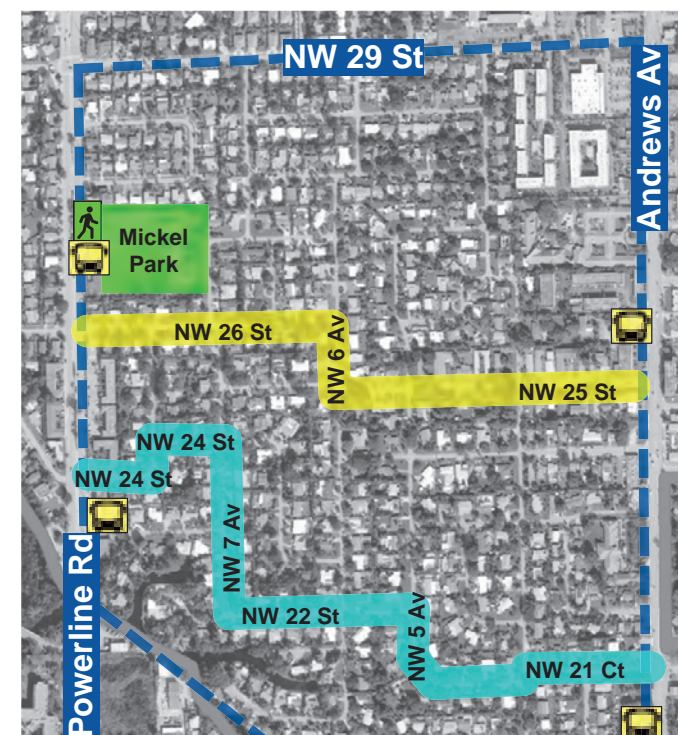 NW 29 St
Andrews Av
Mickel
Park
NW 26 St
NW 6 Av
NW 25 St
NW 24 St
NW 24 St
NW 7 Av
Powerline Rd
NW 22 St
NW 5 Av
NW 21 Ct